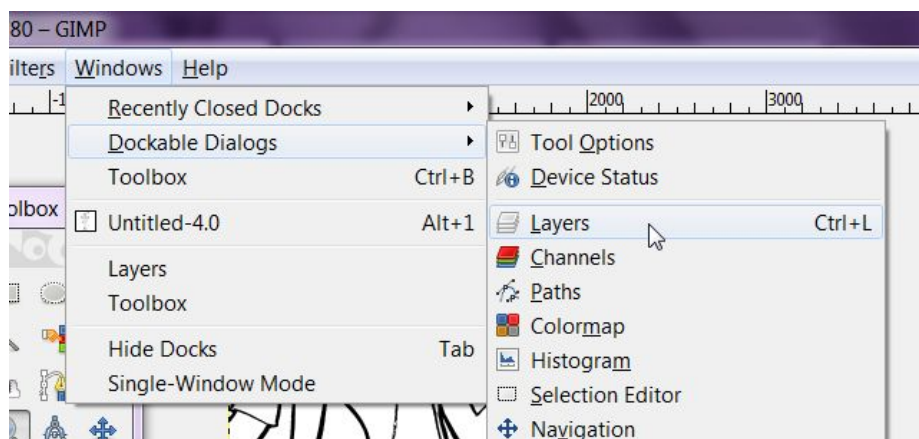 80 – GIMP
ilters Windows Help
-1
2000
3000
Recently Closed Docks
Dockable Dialogs
Toolbox Ctrl+B
Untitled-4.0 Alt+1
Layers
Toolbox
Hide Docks Tab
Single-Window Mode
olbox
Tool Options
Device Status
Layers Ctrl+L
Channels
Paths
Colormap
Histogram
Selection Editor
Navigation